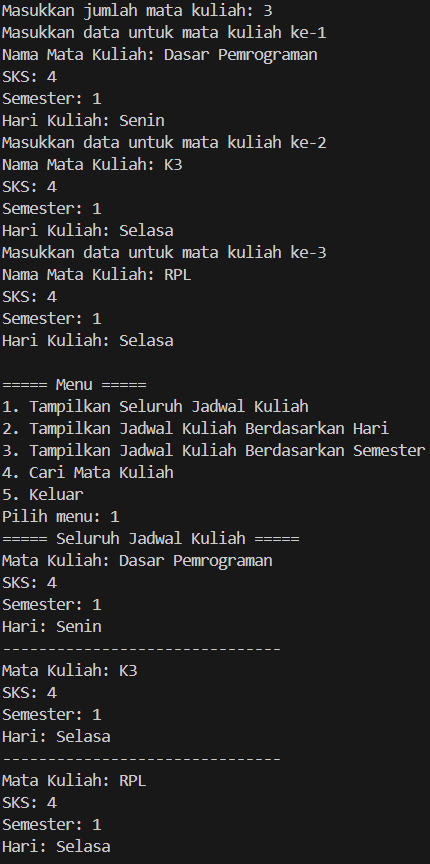 Masukkan jumlah mata kuliah: 3
Masukkan data untuk mata kuliah ke-1
Nama Mata Kuliah: Dasar Pemrograman
SKS: 4
Semester: 1
Hari Kuliah: Senin
Masukkan data untuk mata kuliah ke-2
Nama Mata Kuliah: K3
SKS: 4
Semester: 1
Hari Kuliah: Selasa
Masukkan data untuk mata kuliah ke-3
Nama Mata Kuliah: RPL
SKS: 4
Semester: 1
Hari Kuliah: Selasa

===== Menu =====
1. Tampilkan Seluruh Jadwal Kuliah
2. Tampilkan Jadwal Kuliah Berdasarkan Hari
3. Tampilkan Jadwal Kuliah Berdasarkan Semester
4. Cari Mata Kuliah
5. Keluar
Pilih menu: 1
===== Seluruh Jadwal Kuliah =====
Mata Kuliah: Dasar Pemrograman
SKS: 4
Semester: 1
Hari: Senin
-------------------------------
Mata Kuliah: K3
SKS: 4
Semester: 1
Hari: Selasa
-------------------------------
Mata Kuliah: RPL
SKS: 4
Semester: 1
Hari: Selasa